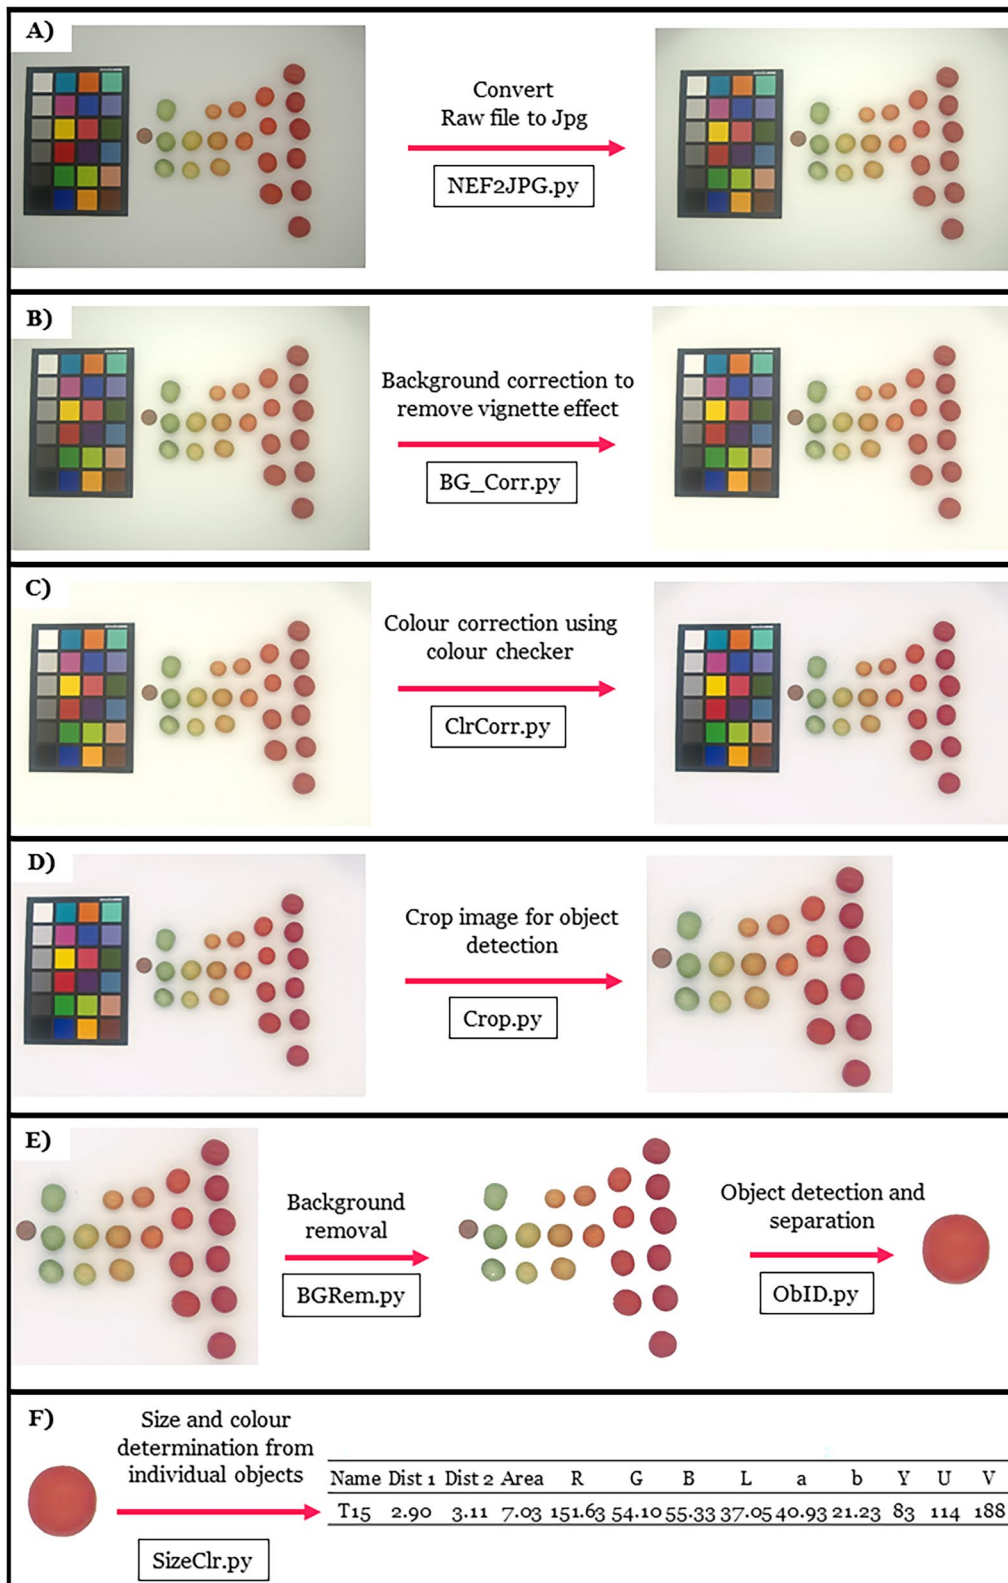 A)
Convert
Raw file to Jpg
NEF2JPG.py
B)
Background correction to
remove vignette effect
BG_Corr.py
C)
Colour correction using
colour checker
ClrCorr.py
D)
Crop image for object
detection
Crop.py
E)
Background
removal
BGRem.py
Object detection and
separation
ObID.py
F)
Size and colour
determination from
individual objects
SizeClr.py
Name Dist 1 Dist 2 Area R G B L a b Y U V
T15 2.90 3.11 7.03 151.63 54.10 55.33 37.05 40.93 21.23 83 114 188